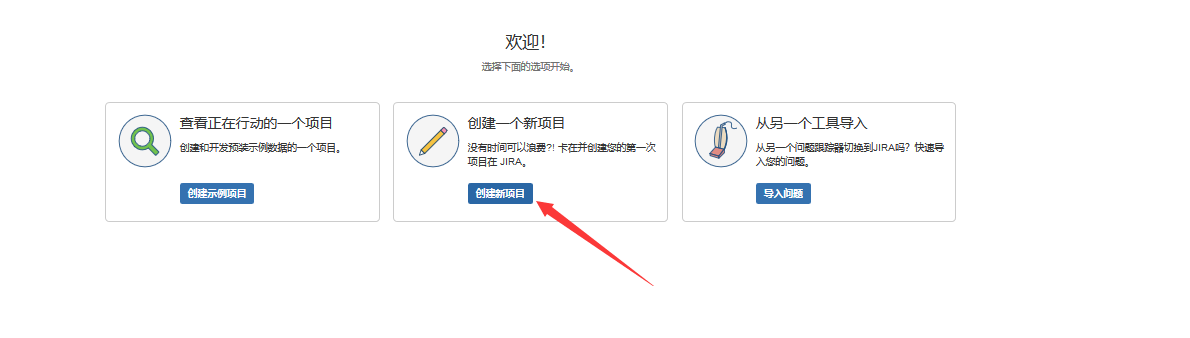 欢迎！
选择下面的选项开始。
查看正在行动的一个项目
创建和开发预装示例数据的一个项目。
创建示例项目
创建一个新项目
没有时间可以浪费?! 卡在并创建您的第一次
项目在 JIRA。
创建新项目
从另一个工具导入
从另一个问题跟踪器切换到JIRA吗？快速导
入您的问题。
导入问题